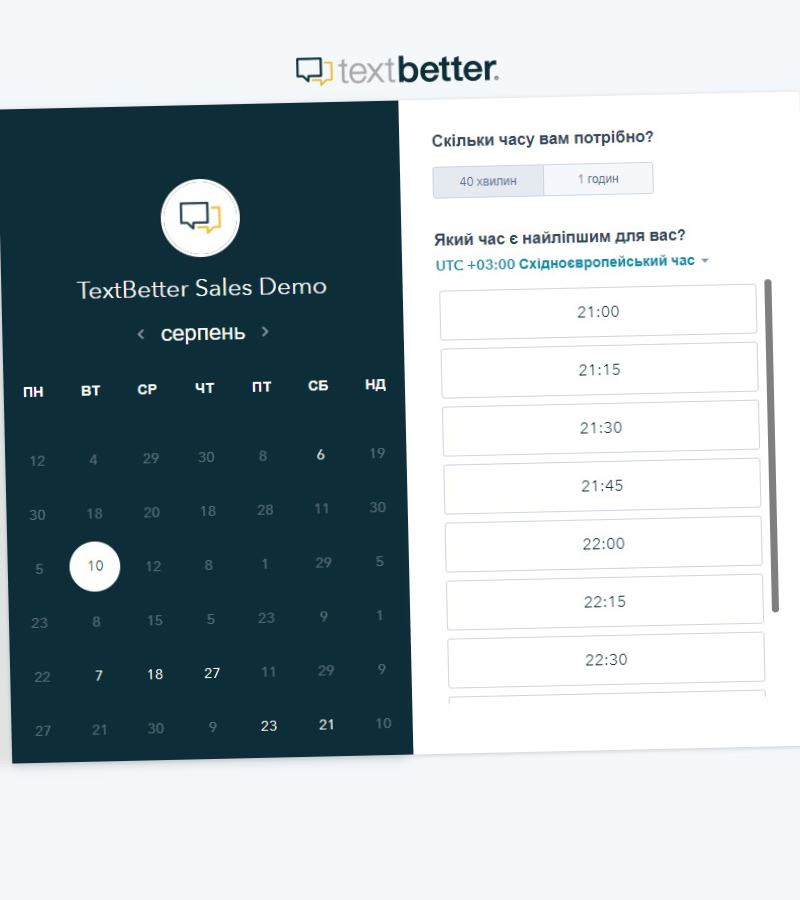 textbetter.
TextBetter Sales Demo
серпень
ПН ВТ СР ЧТ ПТ СБ НД
12 4 29 30 8 6 19
30 18 20 18 28 11 30
5 10 12 8 1 29 5
23 8 15 5 23 9 1
22 7 18 27 11 29 9
27 21 30 9 23 21 10
Скільки часу вам потрібно?
40 хвилин 1 годин
Який час є найліпшим для вас?
UTC +03:00 Східноєвропейський час
21:00
21:15
21:30
21:45
22:00
22:15
22:30